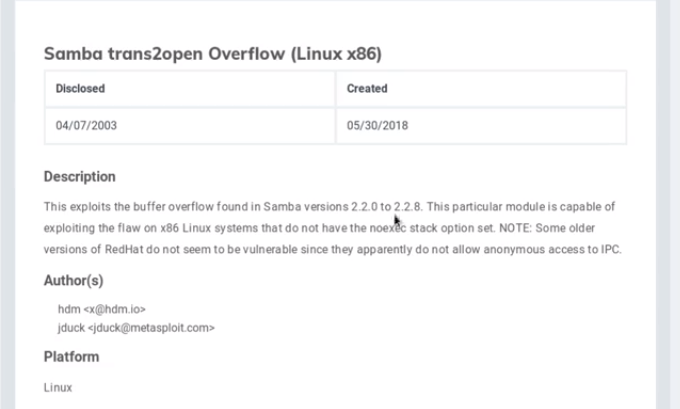 Samba trans2open Overflow (Linux x86)
Disclosed
Created
04/07/2003
05/30/2018
Description
This exploits the buffer overflow found in Samba versions 2.2.0 to 2.2.8. This particular module is capable of
exploiting the flaw on x86 Linux systems that do not have the noexec stack option set. NOTE: Some older
versions of RedHat do not seem to be vulnerable since they apparently do not allow anonymous access to IPC.
Author(s)
hdm <x@hdm.io>
jduck <jduck@metasploit.com>
Platform
Linux